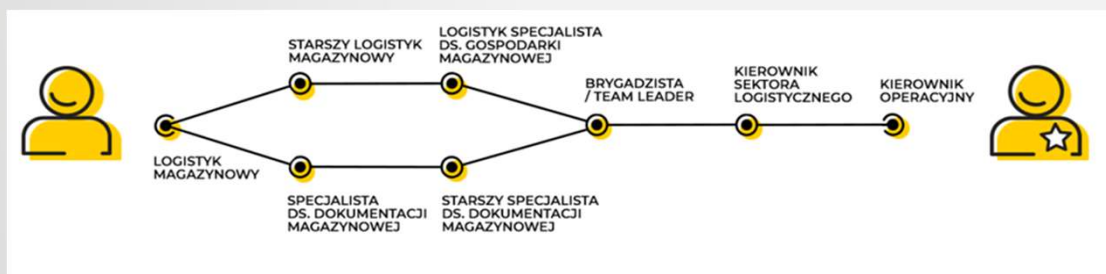 LOGISTYK
MAGAZYNOWY
STARSZY LOGISTYK
MAGAZYNOWY
LOGISTYK SPECJALISTA
DS. GOSPODARKI
MAGAZYNOWEJ
SPECJALISTA
DS. DOKUMENTACJI
MAGAZYNOWEJ
STARSZY SPECJALISTA
DS. DOKUMENTACJI
MAGAZYNOWEJ
BRYGADZISTA
/ TEAM LEADER
KIEROWNIK
SEKTORA
LOGISTYCZNEGO
KIEROWNIK
OPERACYJNY